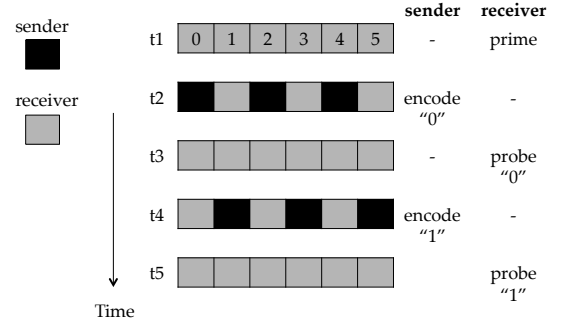 sender receiver
sender
t1 0 1 2 3 4 5 - prime
receiver
t2 encode -
"0"
t3 - probe
"0"
t4 encode -
"1"
t5 probe
"1"
Time